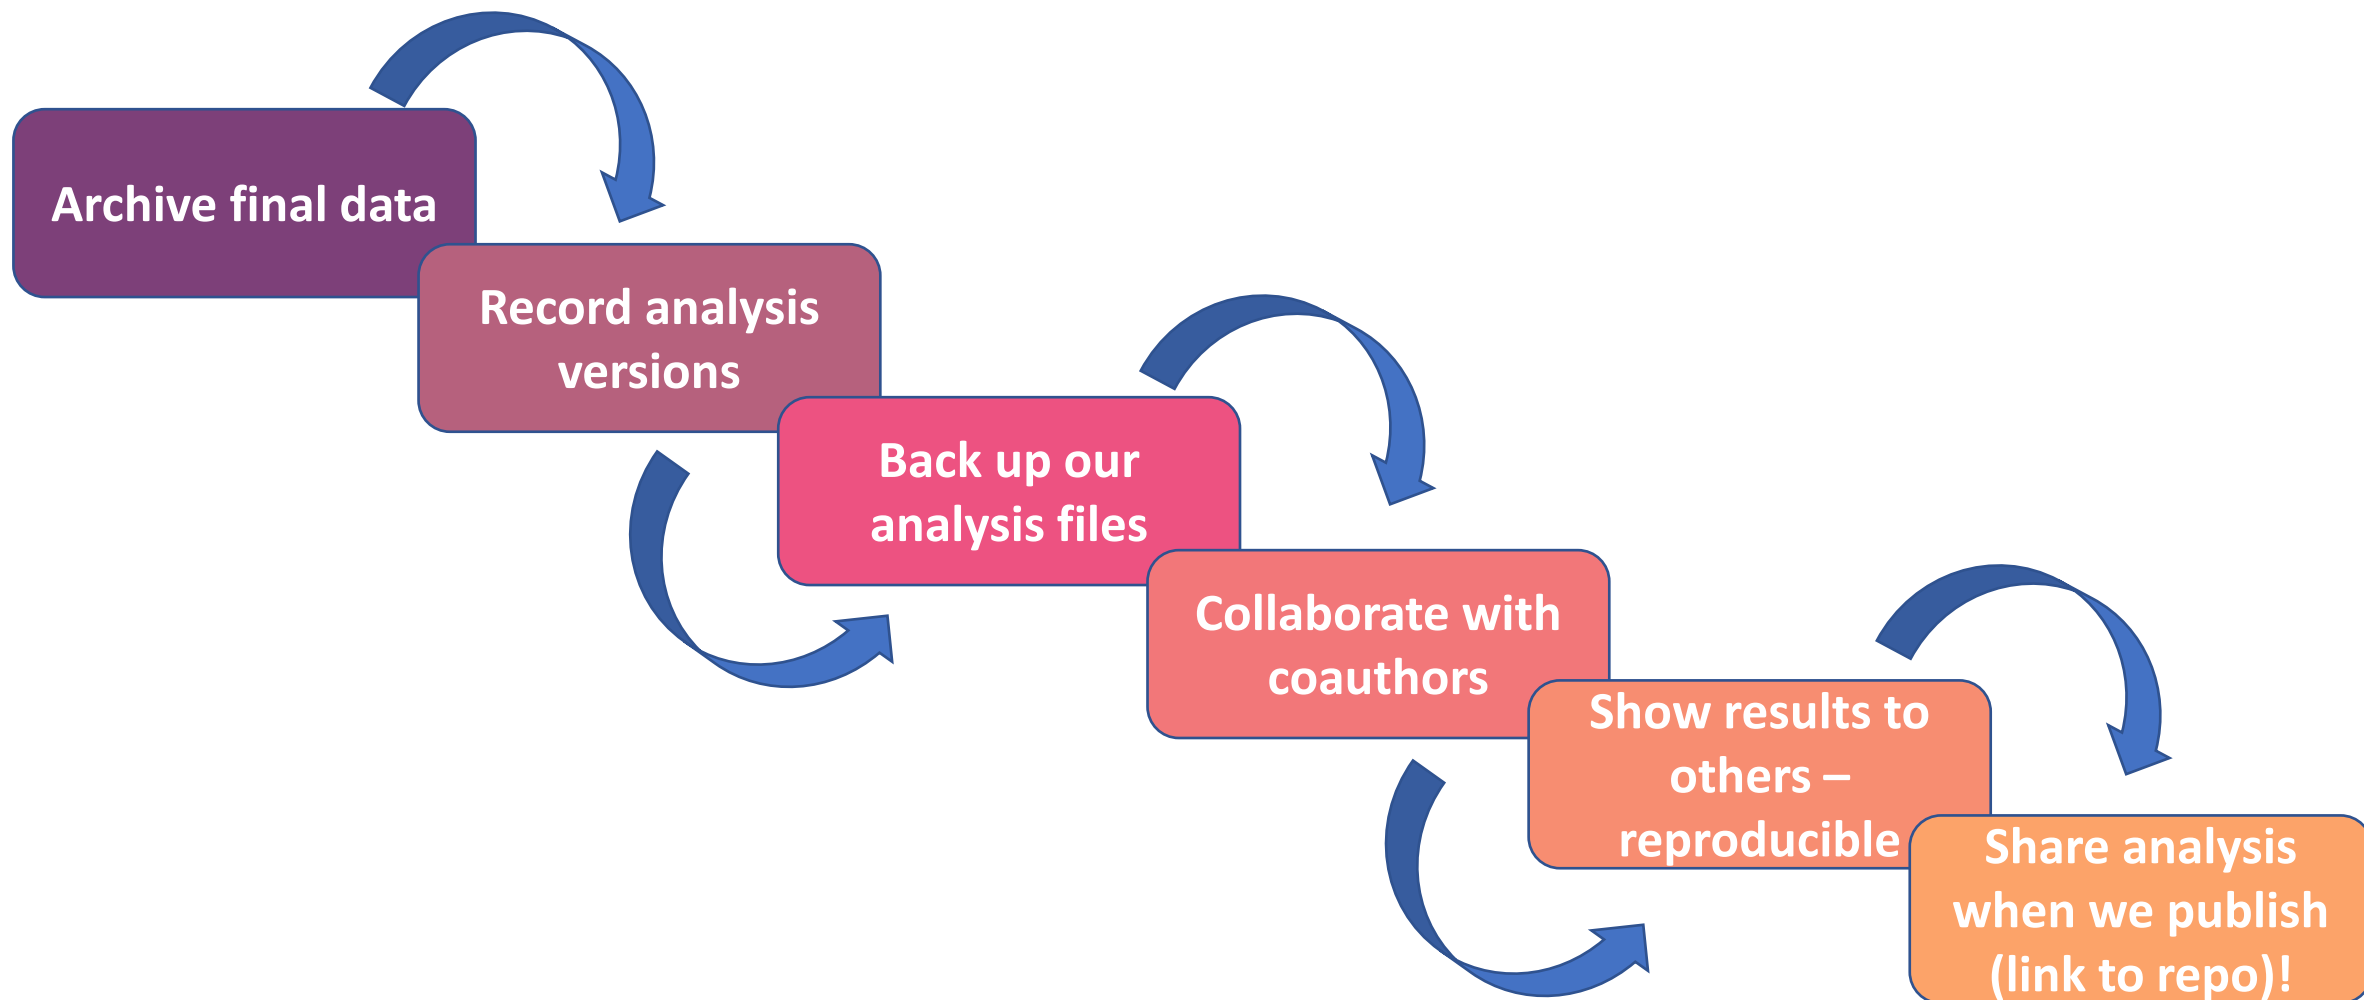 Archive final data
Record analysis
versions
Back up our
analysis files
Collaborate with
coauthors
Show results to
others –
reproducible
Share analysis
when we publish
(link to repo)!